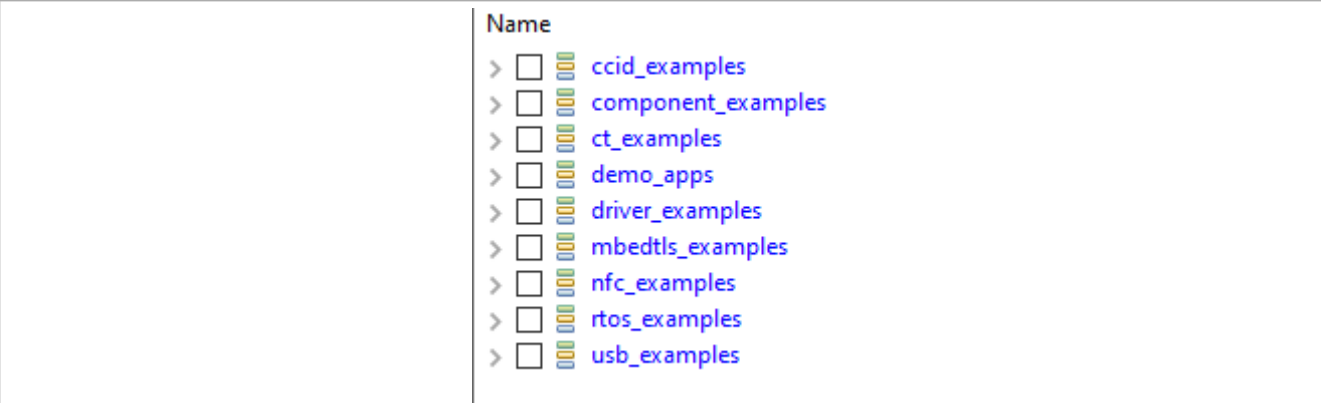 Name
ccid_examples
component_examples
ct_examples
demo_apps
driver_examples
mbedtls_examples
nfc_examples
rtos_examples
usb_examples